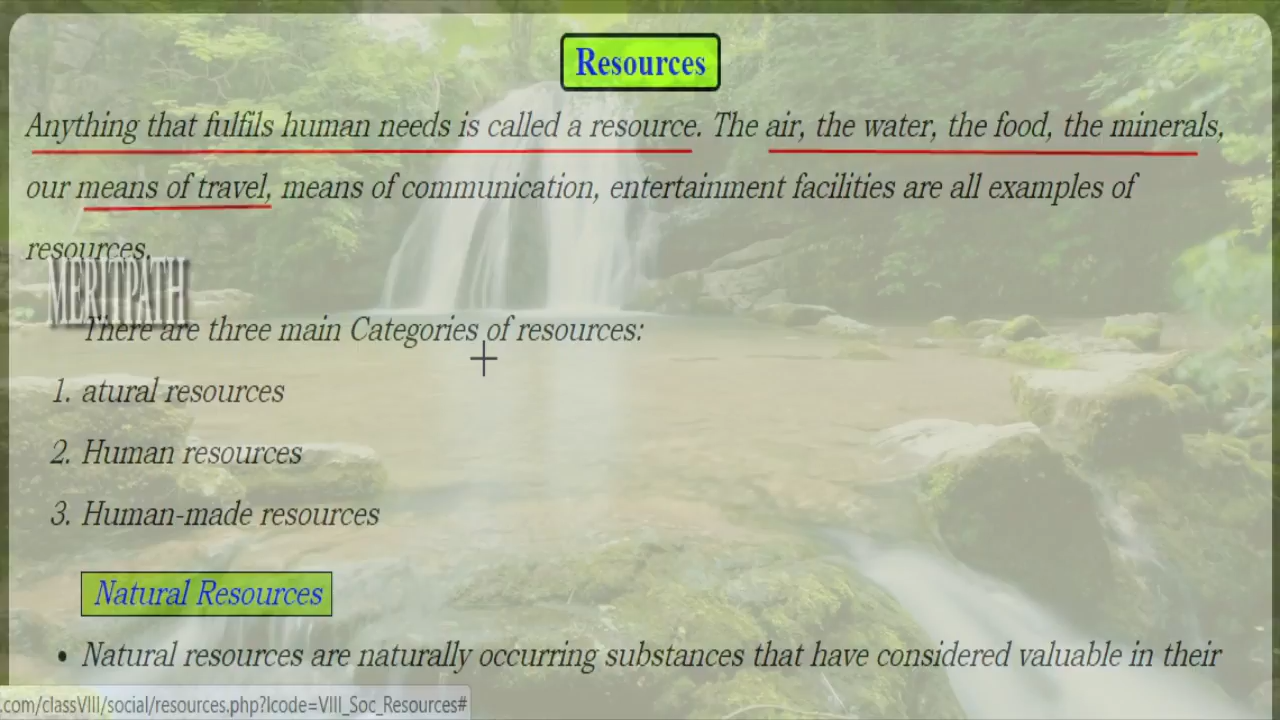 Resources
Anything that fulfils human needs is called a resource. The air, the water, the food, the minerals,
our means of travel, means of communication, entertainment facilities are all examples of
resources.
MERITPATH
There are three main Categories of resources:
1. atural resources
2. Human resources
3. Human-made resources
Natural Resources
• Natural resources are naturally occurring substances that have considered valuable in their
.com/classVIII/social/resources.php?lcode=VIII_Soc_Resources#